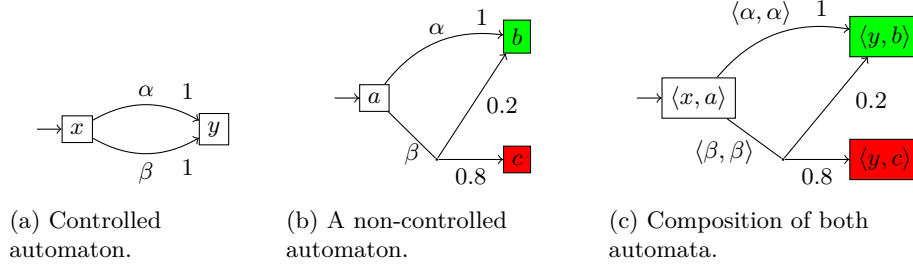 α 1
x y
β 1
(a) Controlled
automaton.
α 1
b
a
0.2
β
c
0.8
(b) A non-controlled
automaton.
⟨α, α⟩ 1
⟨y, b⟩
⟨x, a⟩
0.2
⟨β, β⟩
⟨y, c⟩
0.8
(c) Composition of both
automata.